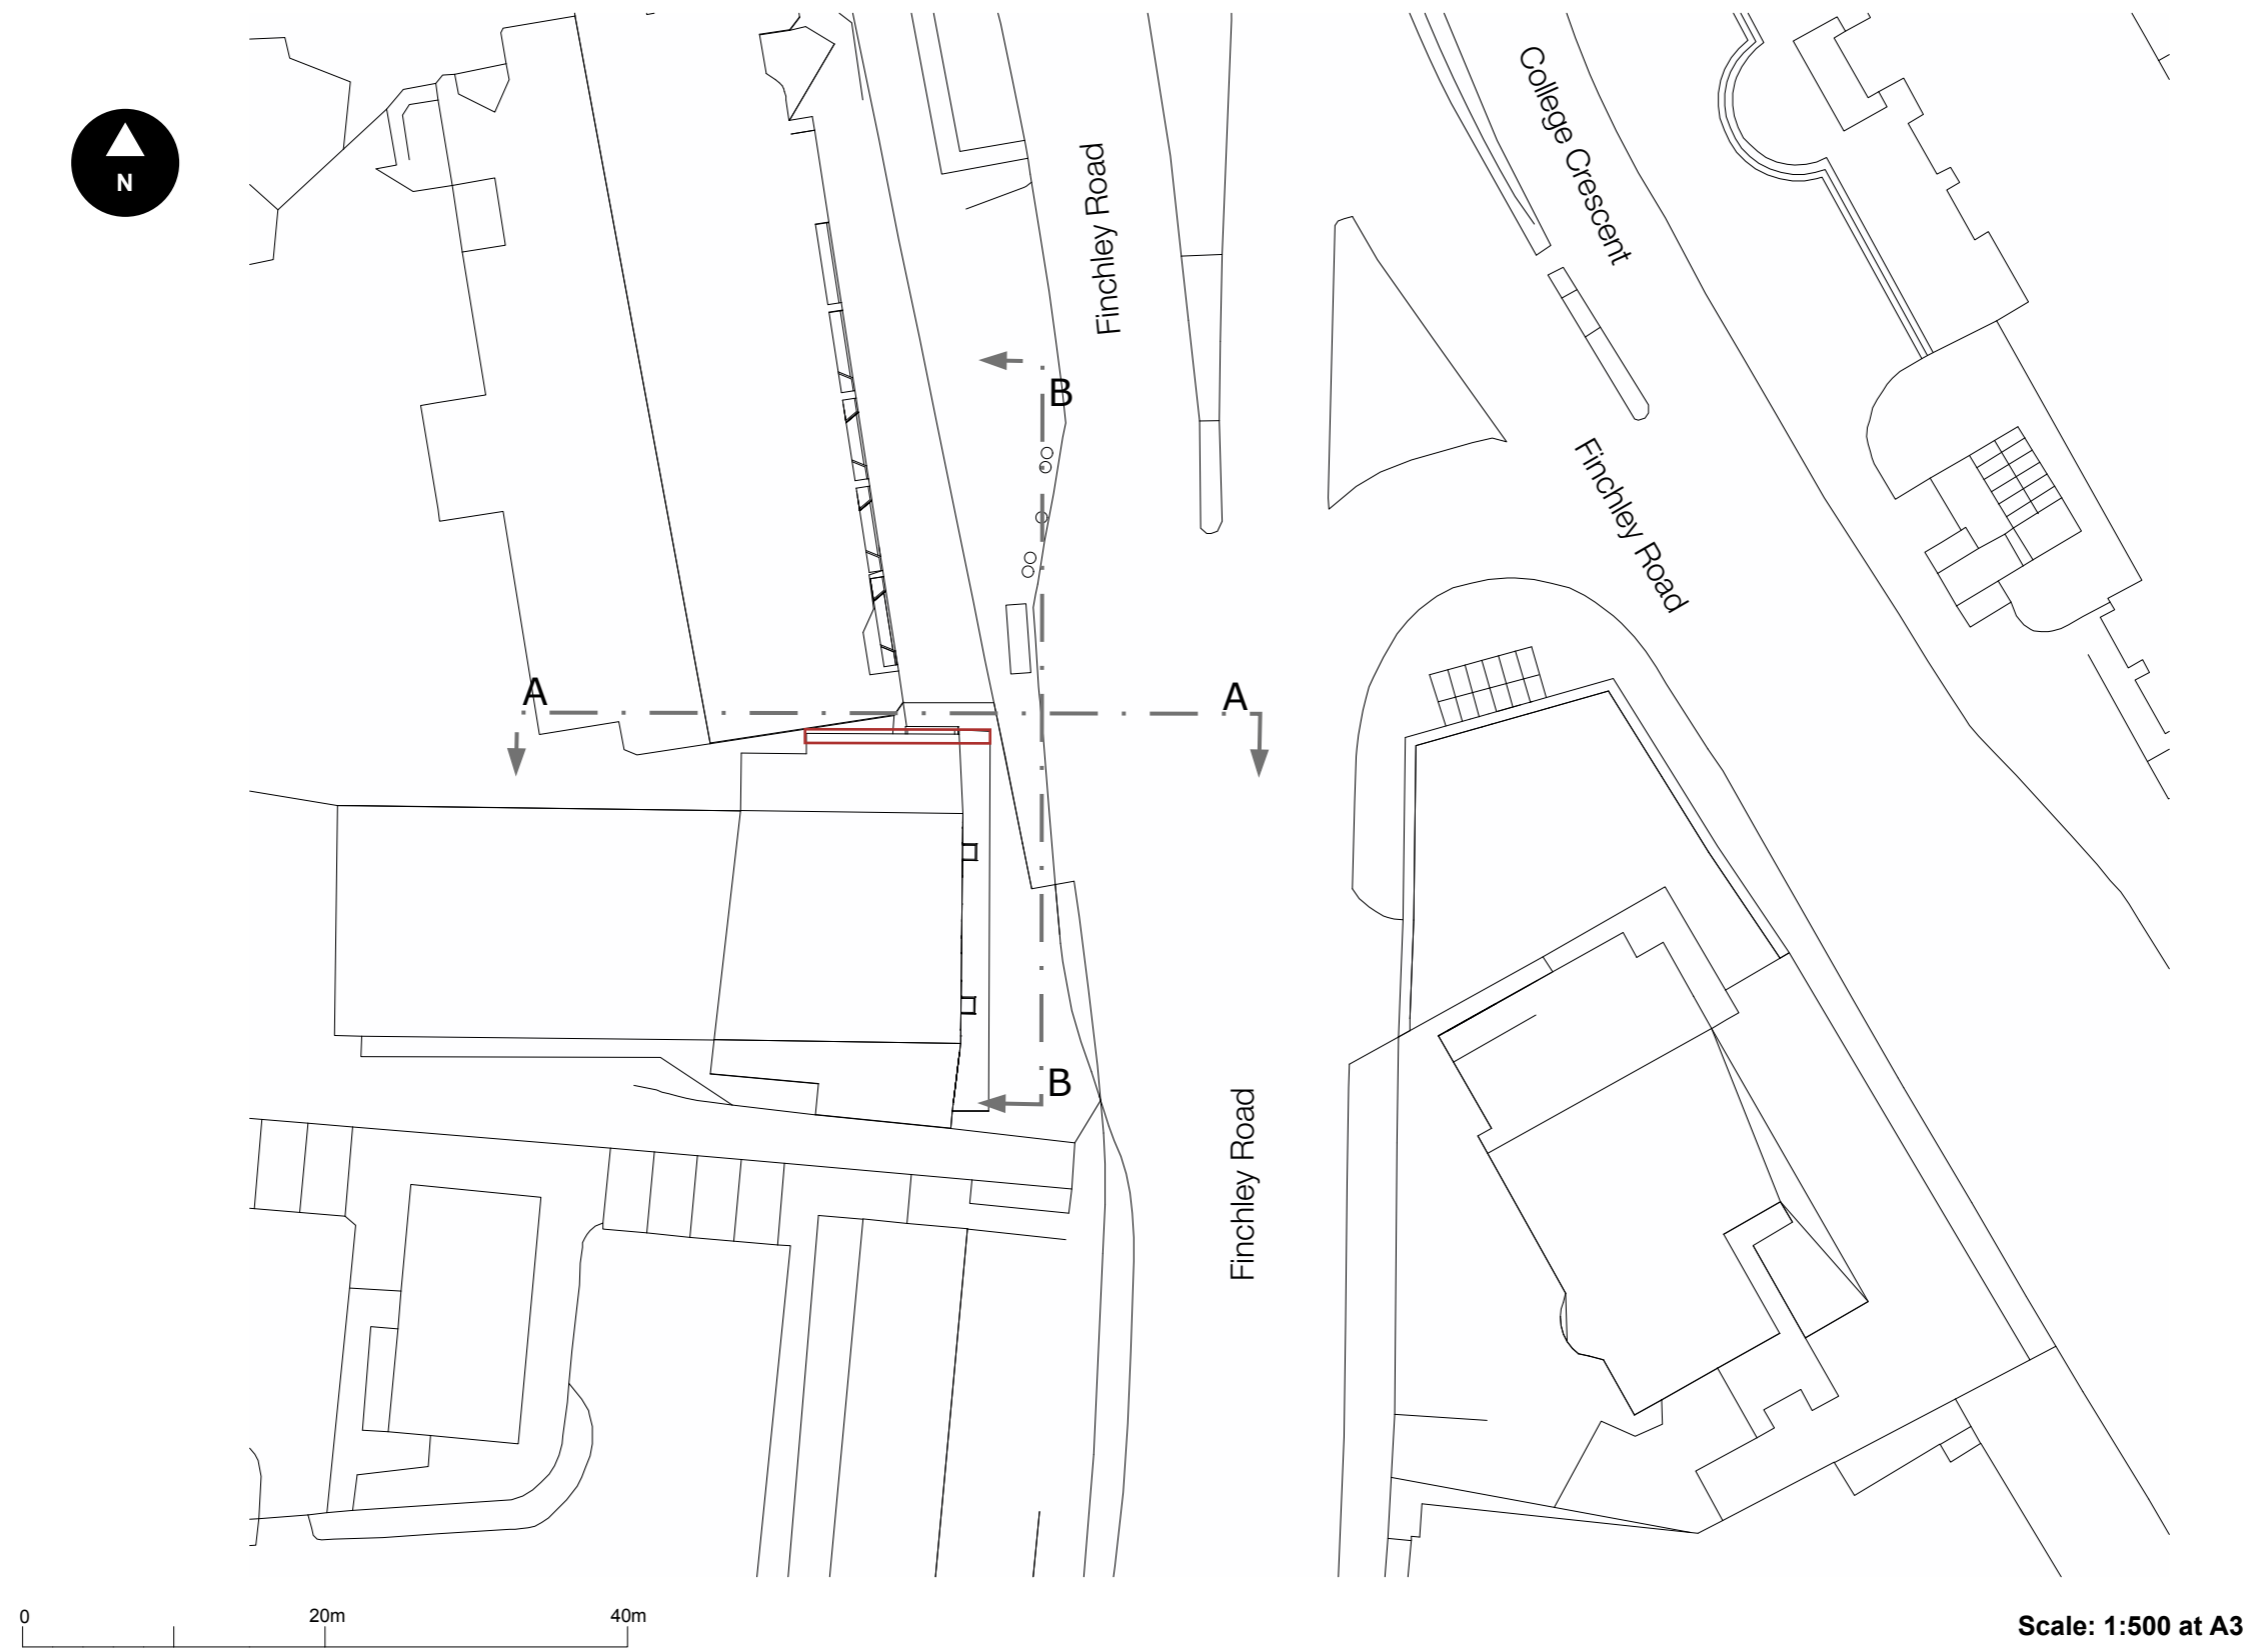 College Crescent
N
Finchley Road
B
Finchley Road
A
A
B
Finchley Road
0
20m
40m
Scale: 1:500 at A3